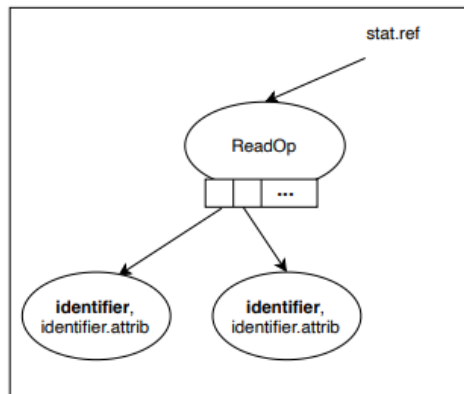 stat.ref
ReadOp
...
identifier,
identifier.attrib
identifier,
identifier.attrib